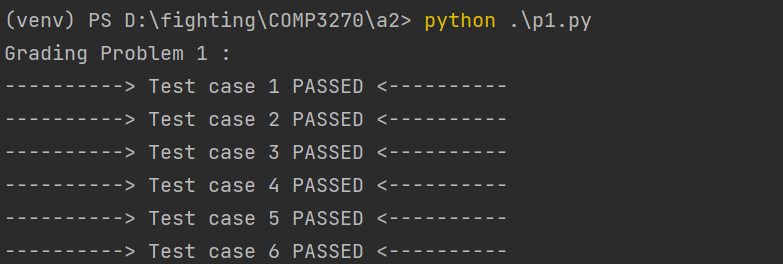 (venv) PS D:\fighting\COMP3270\a2> python .\p1.py
Grading Problem 1 :
----------> Test case 1 PASSED <----------
----------> Test case 2 PASSED <----------
----------> Test case 3 PASSED <----------
----------> Test case 4 PASSED <----------
----------> Test case 5 PASSED <----------
----------> Test case 6 PASSED <----------